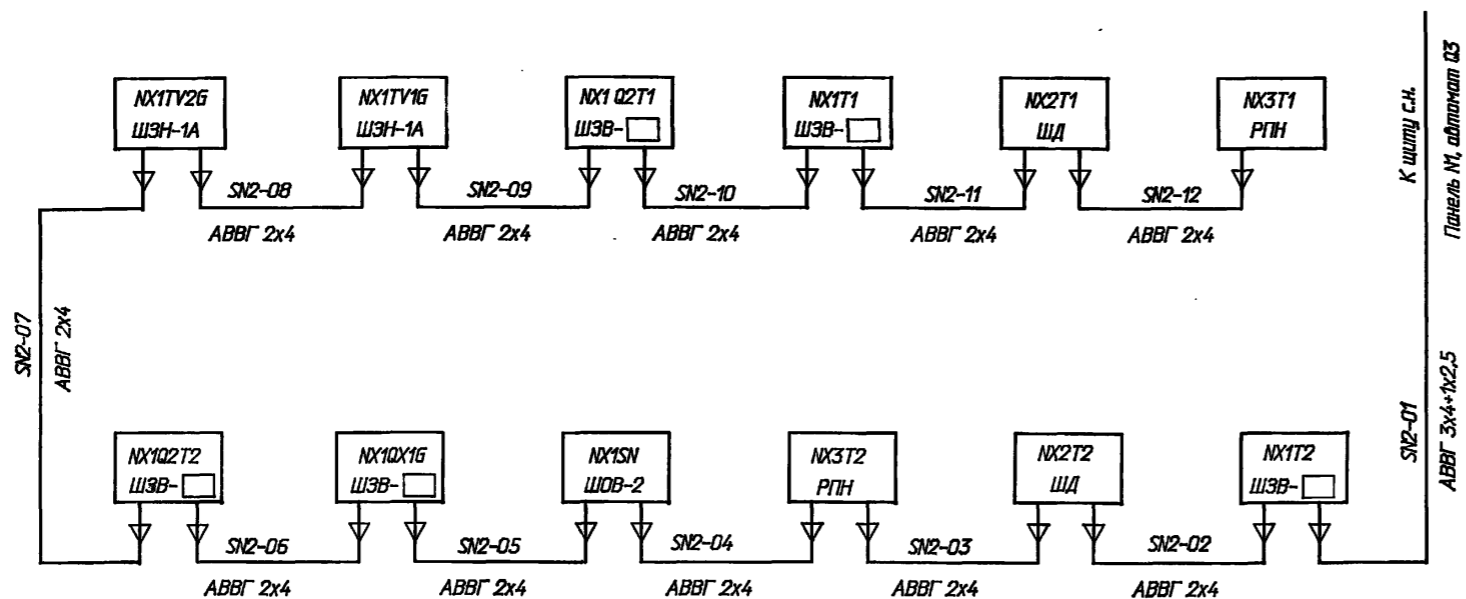 NX1TV2G
ШЗН-1А
NX1TV1G
ШЗН-1А
NX1 Q2T1
ШЗВ-
NX1T1
ШЗВ-
NX2T1
ШД
NX3T1
РПН
SN2-08
SN2-09
SN2-10
SN2-11
SN2-12
АВВГ 2х4
АВВГ 2х4
АВВГ 2х4
АВВГ 2х4
АВВГ 2х4
К щиту с.н.
Панель N1, автомат Q3
SN2-07
АВВГ 2х4
SN2-01
АВВГ 3х4+1х2,5
NX1Q2T2
ШЗВ-
NX1QX1G
ШЗВ-
NX1SN
ШОВ-2
NX3T2
РПН
NX2T2
ШД
NX1T2
ШЗВ-
SN2-06
SN2-05
SN2-04
SN2-03
SN2-02
АВВГ 2х4
АВВГ 2х4
АВВГ 2х4
АВВГ 2х4
АВВГ 2х4